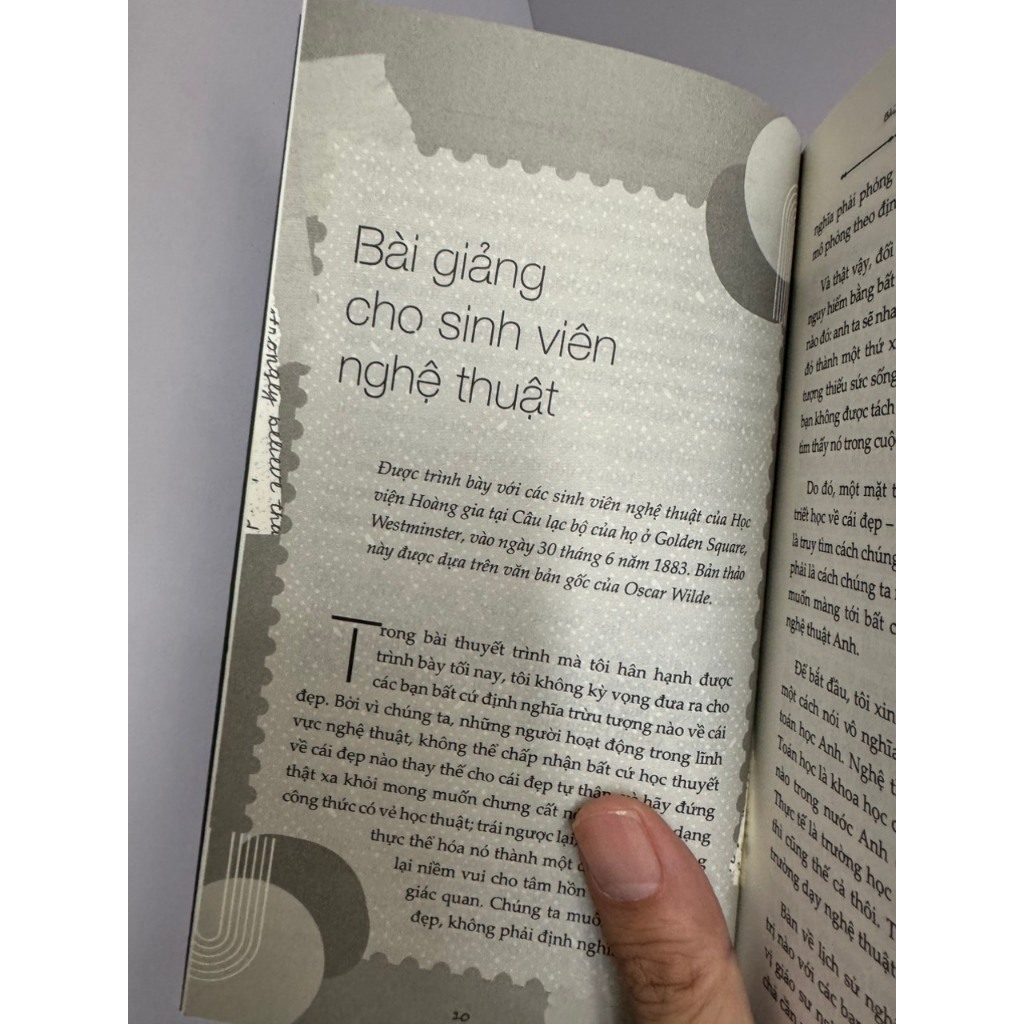 Bài giảng
cho sinh viên
nghệ thuật
Được trình bày với các sinh viên nghệ thuật của Học
viện Hoàng gia tại Câu lạc bộ của họ ở Golden Square,
Westminster, vào ngày 30 tháng 6 năm 1883. Bản thảo
này được dựa trên văn bản gốc của Oscar Wilde.
Trong bài thuyết trình mà tôi hân hạnh được
trình bày tối nay, tôi không kỳ vọng đưa ra cho
các bạn bất cứ định nghĩa trừu tượng nào về cái
đẹp. Bởi vì chúng ta, những người hoạt động trong lĩnh
vực nghệ thuật, không thể chấp nhận bất cứ học thuyết
về cái đẹp nào thay thế cho cái đẹp tự thân, hãy đứng
thật xa khỏi mong muốn chưng cất dạng
công thức có vẻ học thuật; trái ngược lại,
thực thể hóa nó thành một
lại niềm vui cho tâm hồn
giác quan. Chúng ta
đẹp, không phải định
10
nghĩa phải phỏng
mô phỏng theo
Và thật vậy, đối
nguy hiểm bằng bất
nào đó: anh ta sẽ
đó thành một thứ
tượng thiếu sức sống
bạn không được tách
tìm thấy nó trong
Do đó, một mặt
triết học về cái đẹp –
là truy tìm cách chúng
phải là cách chúng ta
muốn màng tới bất
nghệ thuật Anh.
Để bắt đầu, tôi xin
một cách nói vô nghĩa
toán học Anh. Nghệ
Toán học là khoa học
nào trong nước Anh
Thực tế là trường học
thì cũng thế cả thôi.
trường dạy nghệ thuật
Bàn về lịch sử
trị nào với các
vị giáo sư